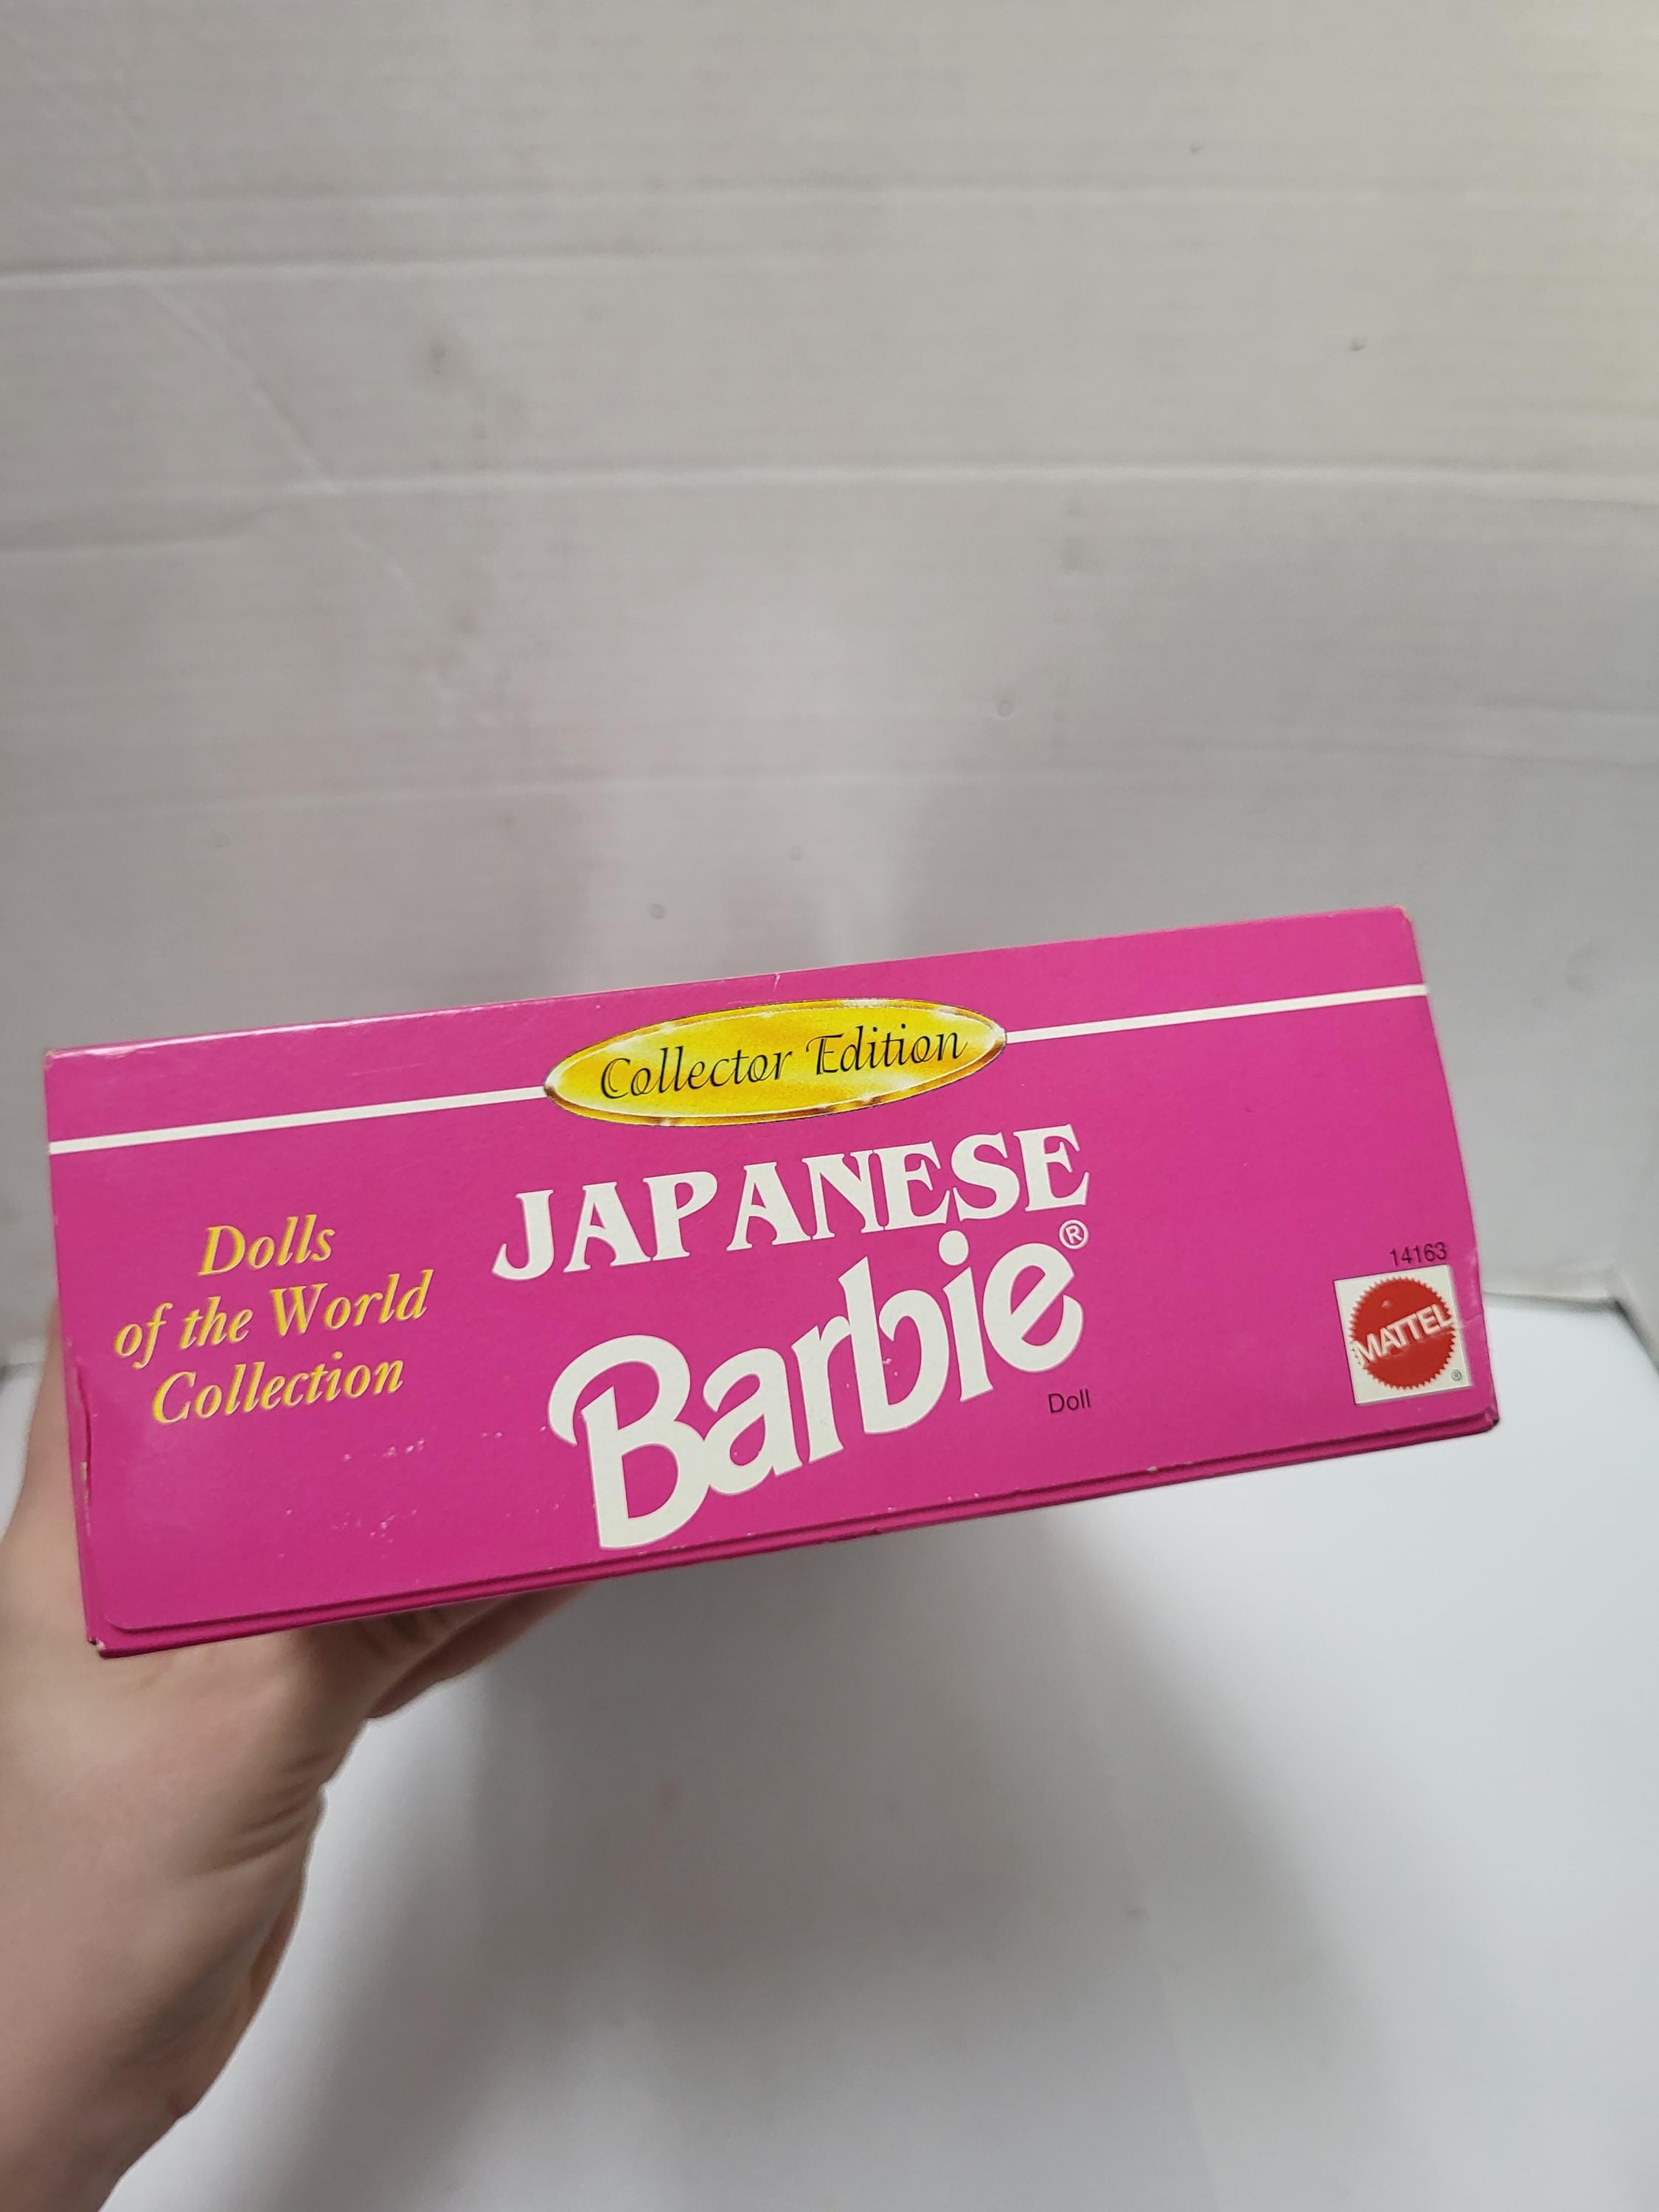 Collector Edition
Dolls
of the World
Collection
JAPANESE
Barbie®
Doll
14163
MATTEL
®